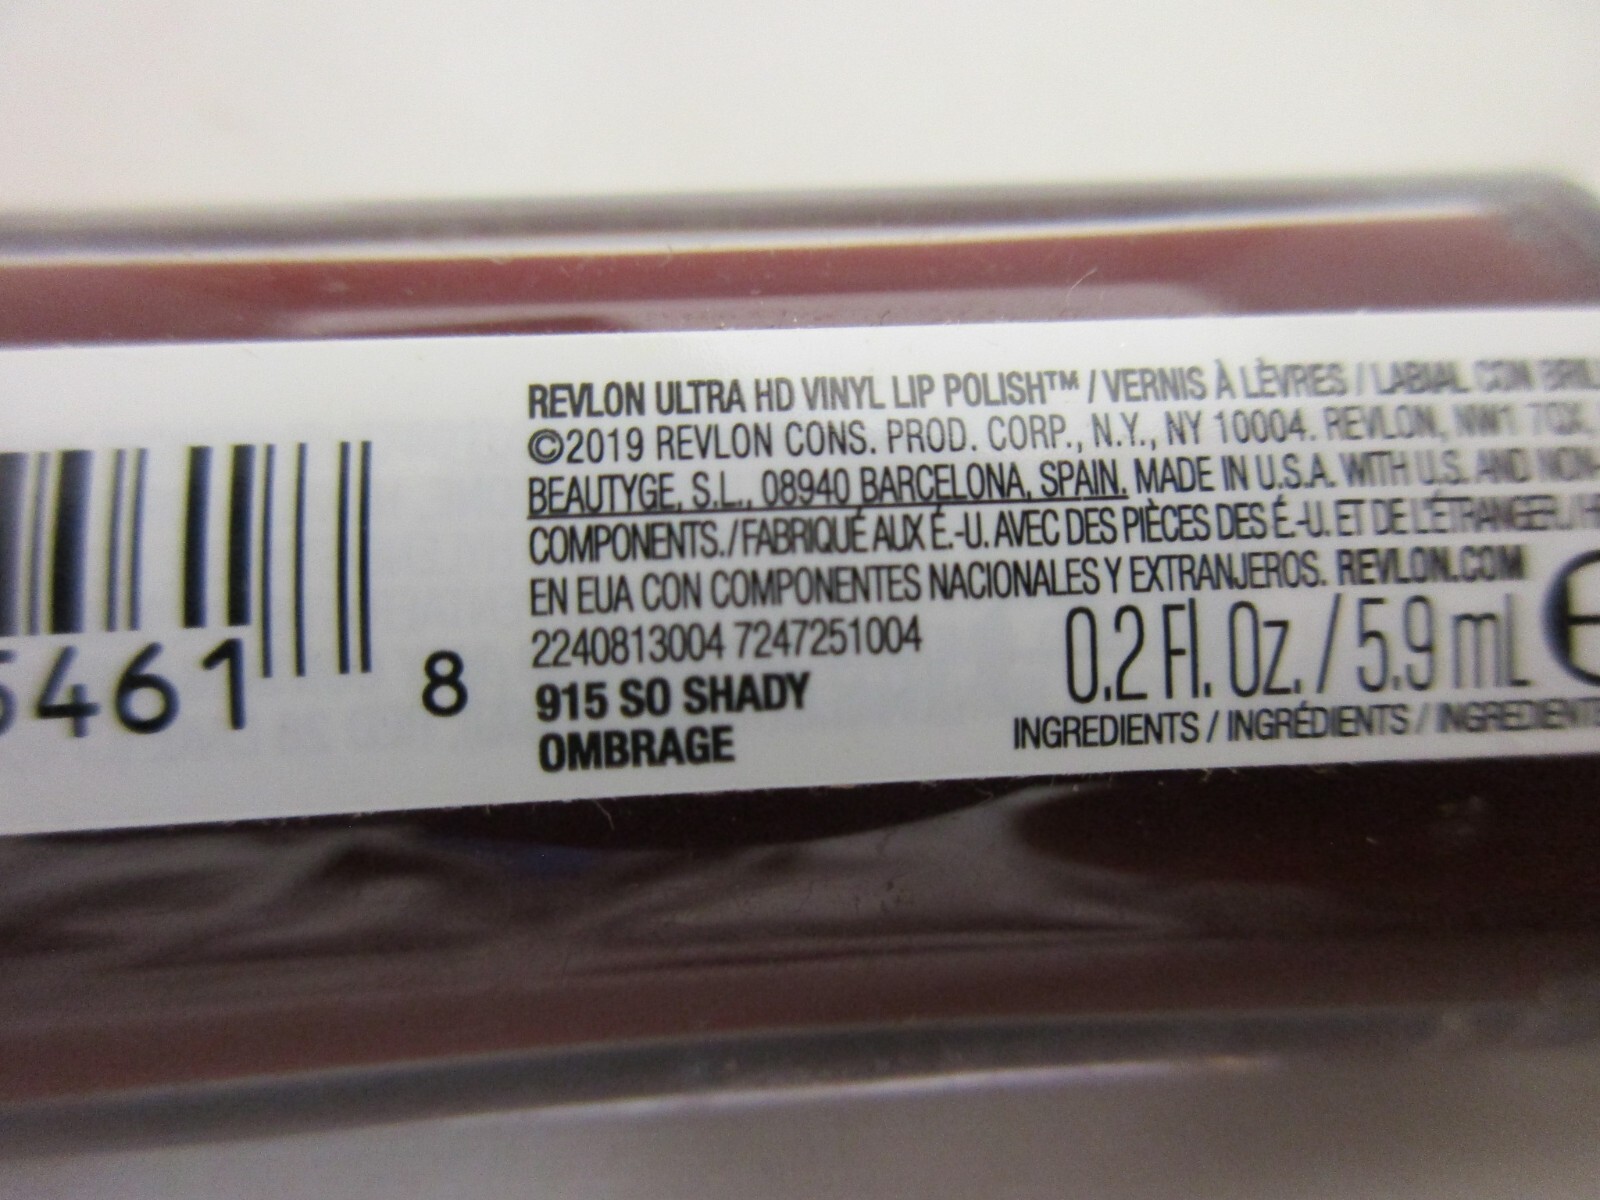 REVLON ULTRA HD VINYL LIP POLISH™ / VERNIS À LÈVRES / LABIAL CON
©2019 REVLON CONS. PROD. CORP., N.Y., NY 10004. REVLON, NW1 7QX,
BEAUTYGE, S.L., 08940 BARCELONA, SPAIN. MADE IN U.S.A. WITH U.S. AND NON-
COMPONENTS./FABRIQUÉ AUX É.-U. AVEC DES PIÈCES DES É.-U. ET DE L'ÉTRANGER./
EN EUA CON COMPONENTES NACIONALES Y EXTRANJEROS. REVLON.COM
2240813004 7247251004
0.2 Fl. Oz. / 5.9 mL
5461 8
915 SO SHADY
OMBRAGE
INGREDIENTS / INGRÉDIENTS /